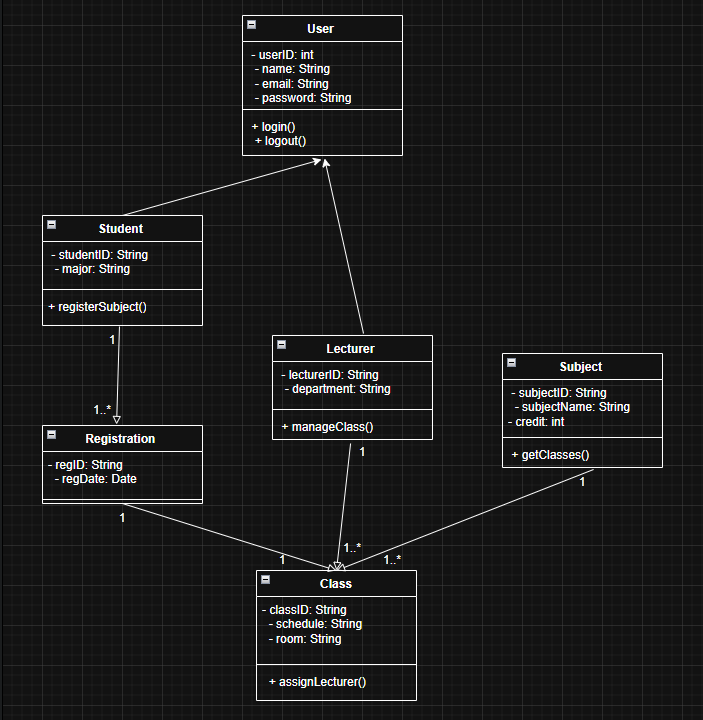 User
- userID: int
- name: String
- email: String
- password: String
+ login()
+ logout()
Student
- studentID: String
- major: String
+ registerSubject()
1
1..*
Lecturer
- lecturerID: String
- department: String
+ manageClass()
1
1..*
Subject
- subjectID: String
- subjectName: String
- credit: int
+ getClasses()
1
1..*
Registration
- regID: String
- regDate: Date
1
1
Class
- classID: String
- schedule: String
- room: String
+ assignLecturer()